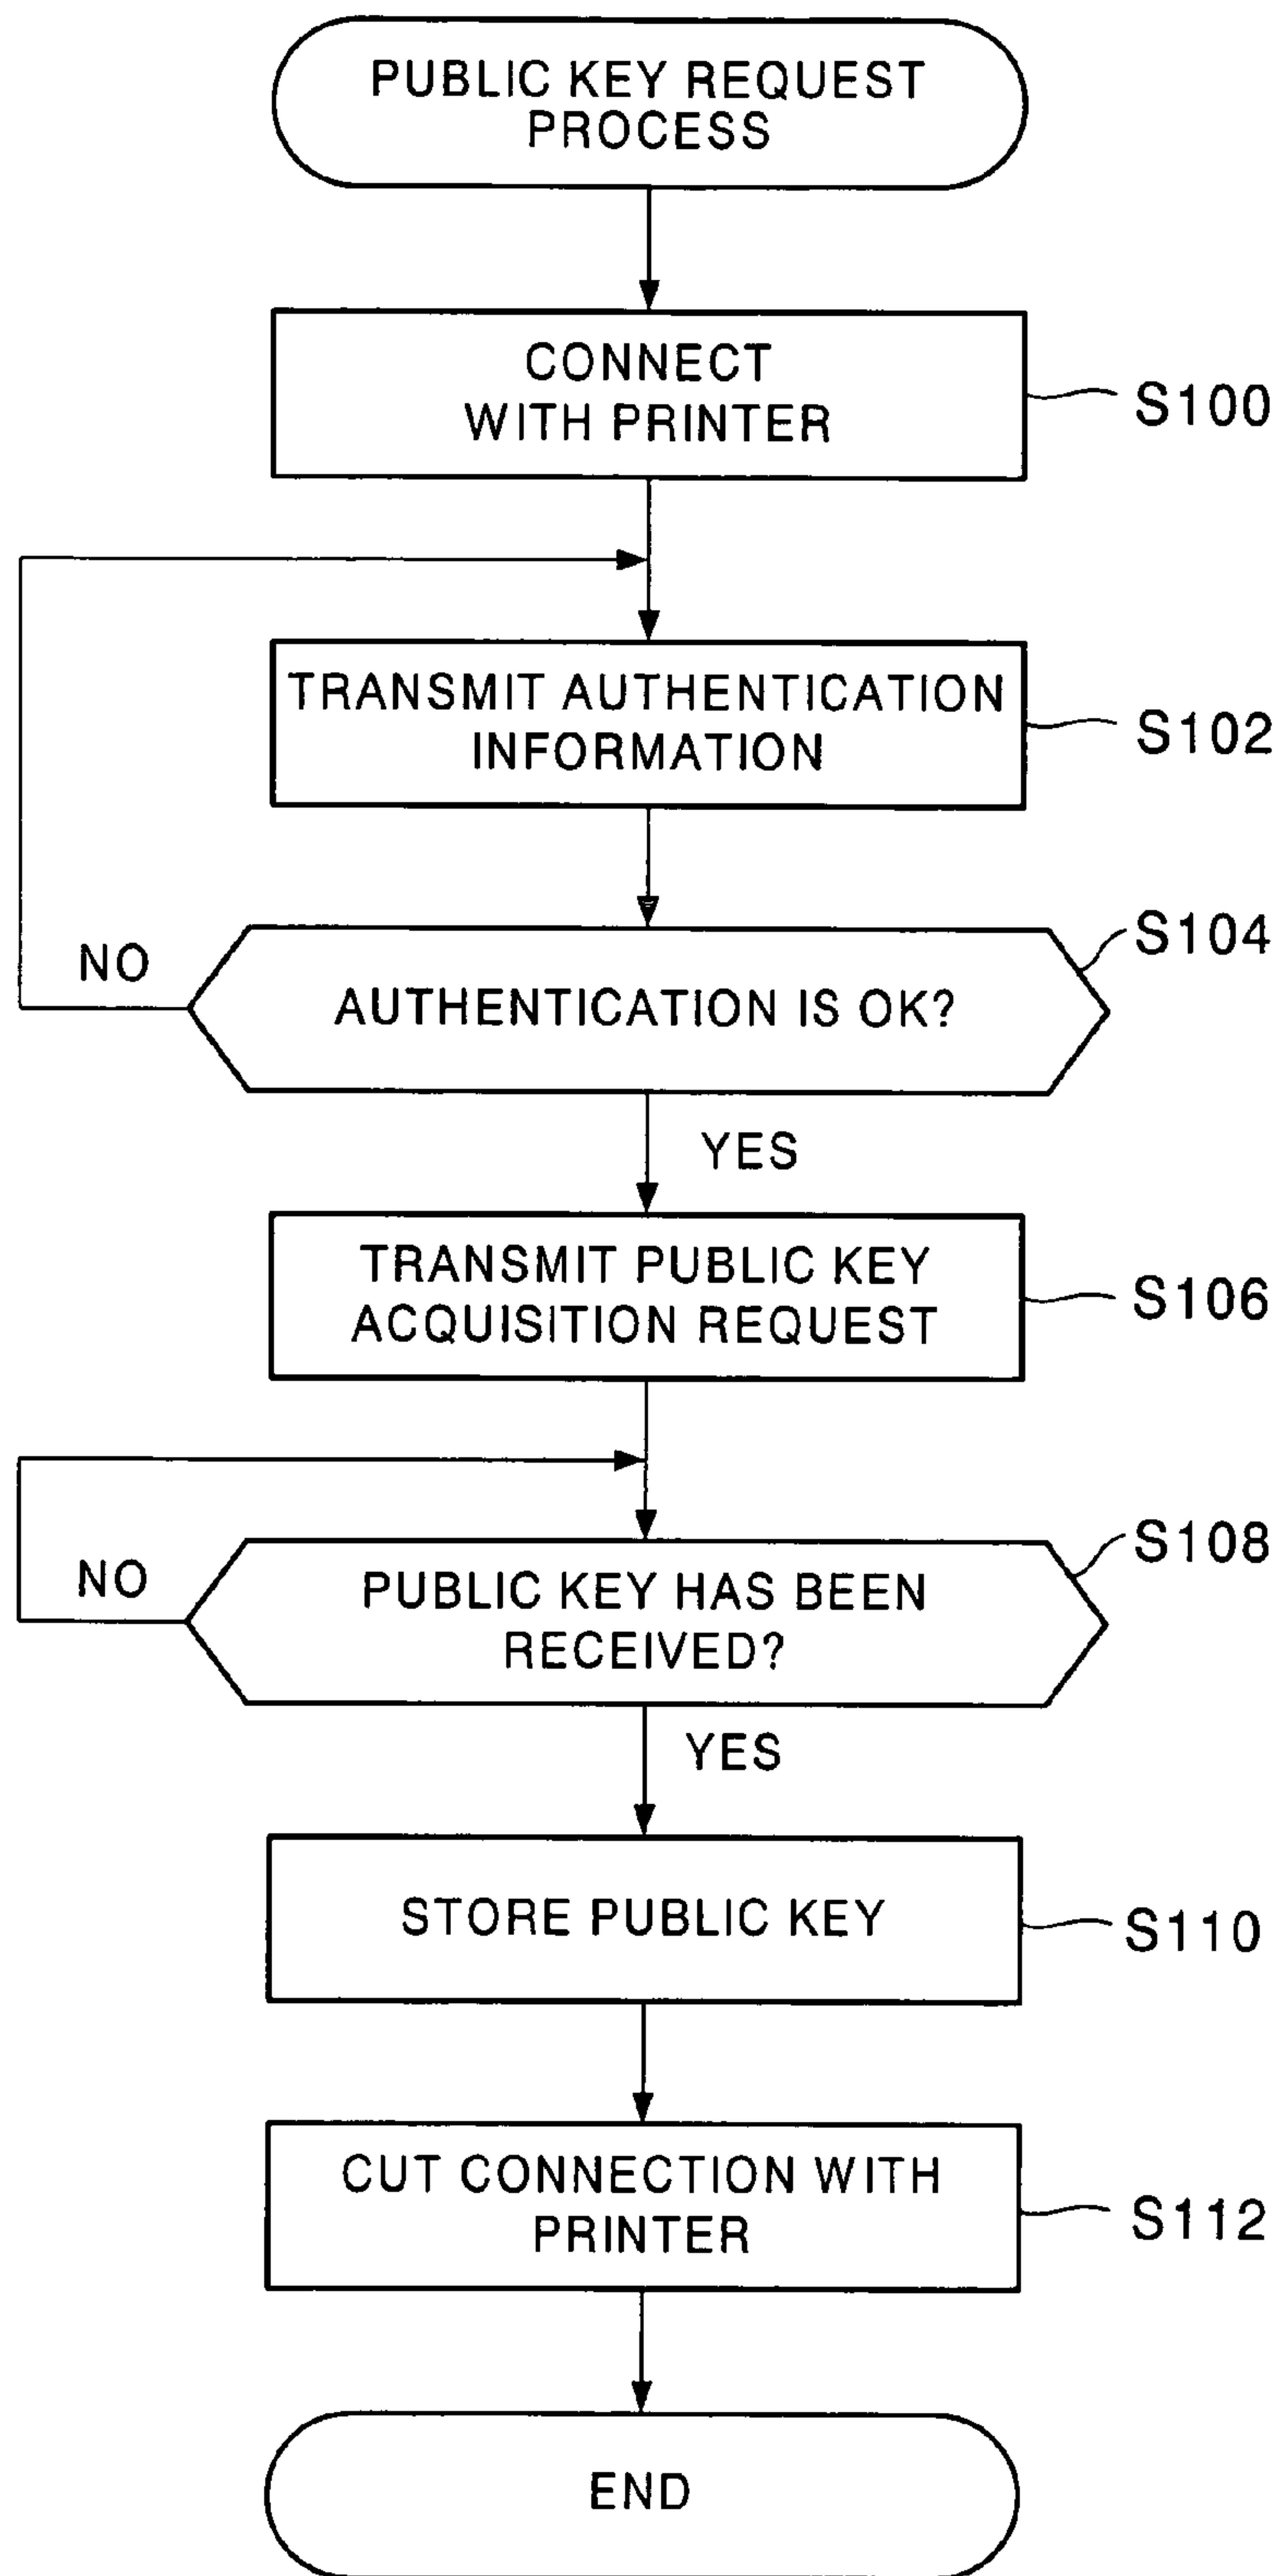 PUBLIC KEY REQUEST
PROCESS
CONNECT
WITH PRINTER
S100
TRANSMIT AUTHENTICATION
INFORMATION
S102
S104
NO
AUTHENTICATION IS OK?
YES
TRANSMIT PUBLIC KEY
ACQUISITION REQUEST
S106
S108
NO
PUBLIC KEY HAS BEEN
RECEIVED?
YES
STORE PUBLIC KEY
S110
CUT CONNECTION WITH
PRINTER
S112
END